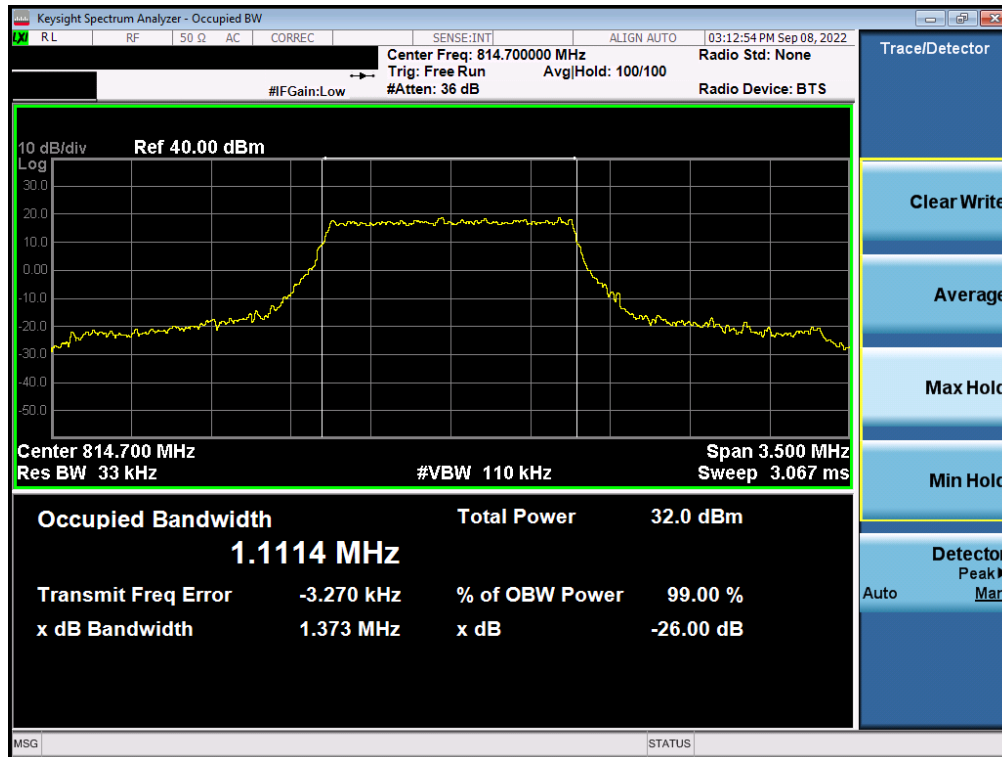 Keysight Spectrum Analyzer - Occupied BW
LXI RL RF 50 Ω AC CORREC SENSE:INT ALIGN AUTO 03:12:54 PM Sep 08, 2022
Center Freq: 814.700000 MHz Radio Std: None
Trig: Free Run Avg|Hold: 100/100
#IFGain:Low #Atten: 36 dB Radio Device: BTS
Trace/Detector
10 dB/div Ref 40.00 dBm
Log
30.0
20.0
10.0
0.00
-10.0
-20.0
-30.0
-40.0
-50.0
Center 814.700 MHz Span 3.500 MHz
Res BW 33 kHz #VBW 110 kHz Sweep 3.067 ms
Occupied Bandwidth Total Power 32.0 dBm
1.1114 MHz
Transmit Freq Error -3.270 kHz % of OBW Power 99.00 %
x dB Bandwidth 1.373 MHz x dB -26.00 dB
Clear Write
Average
Max Hold
Min Hold
Detector
Peak
Auto Man
MSG STATUS